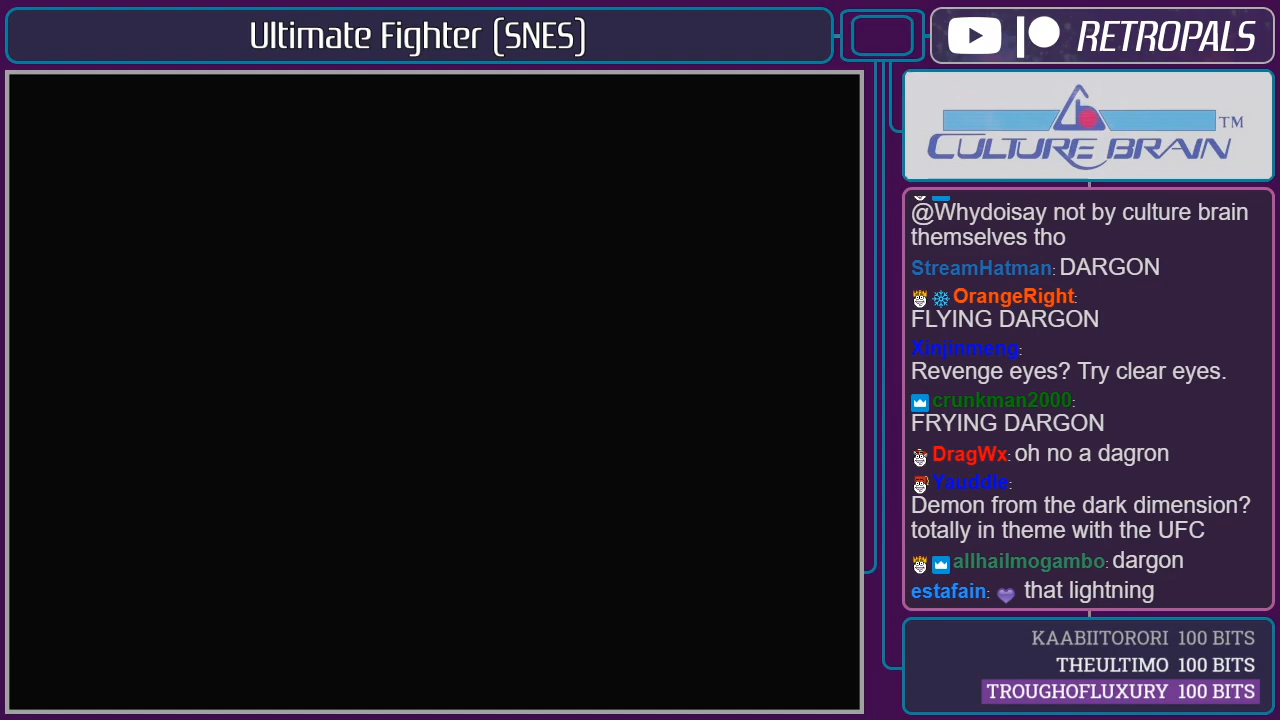 Ultimate Fighter (SNES)
RETROPALS
CULTURE BRAIN TM
@Whydoisay not by culture brain
themselves tho
StreamHatman: DARGON
OrangeRight:
FLYING DARGON
Xinjinmeng:
Revenge eyes? Try clear eyes.
crunkman2000:
FRYING DARGON
DragWx: oh no a dagron
Yauddle:
Demon from the dark dimension?
totally in theme with the UFC
allhailmogambo: dargon
estafain: that lightning
KAABIITORORI 100 BITS
THEULTIMO 100 BITS
TROUGHOFLUXURY 100 BITS